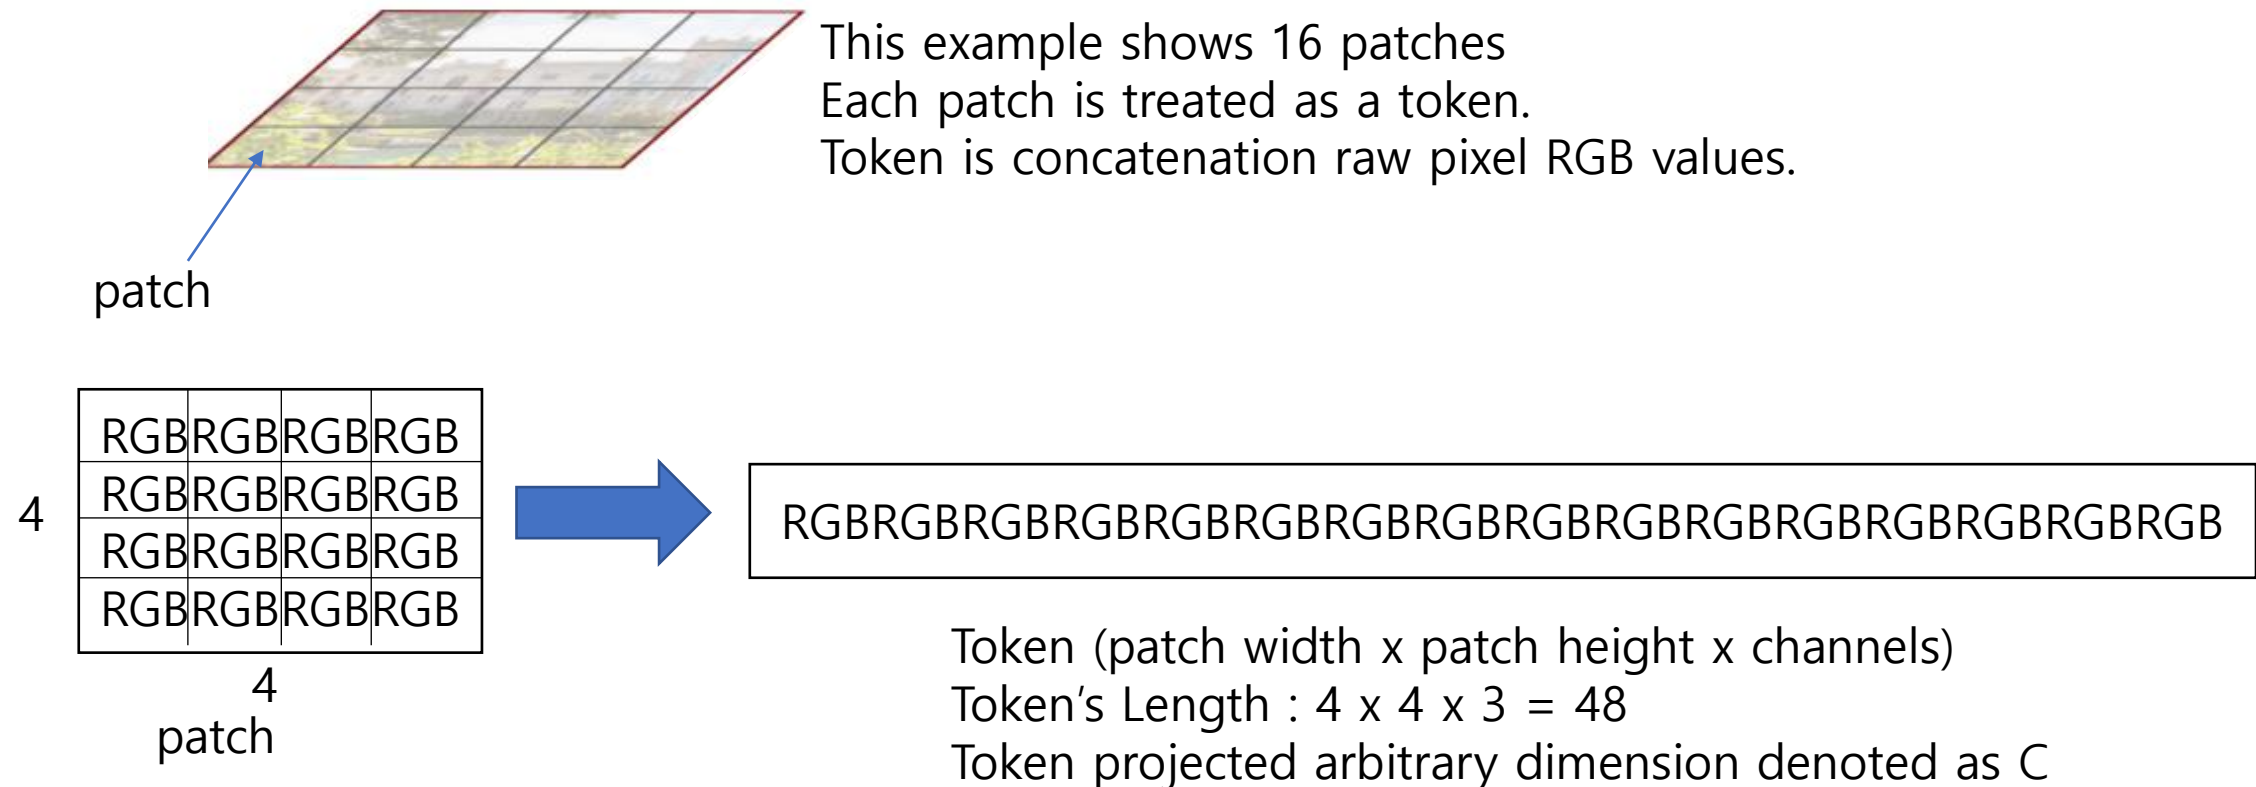 This example shows 16 patches
Each patch is treated as a token.
Token is concatenation raw pixel RGB values.
patch
RGBRGBRGBRGB
RGBRGBRGBRGB
4
RGBRGBRGBRGB
RGBRGBRGBRGB
4
patch
RGBRGBRGBRGBRGBRGBRGBRGBRGBRGBRGBRGBRGBRGBRGBRGB
Token (patch width x patch height x channels)
Token’s Length : 4 x 4 x 3 = 48
Token projected arbitrary dimension denoted as C